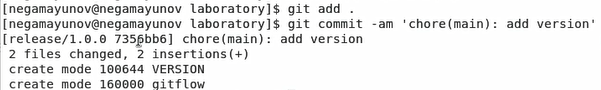 [negamayunov@negamayunov laboratory]$ git add .
[negamayunov@negamayunov laboratory]$ git commit -am 'chore(main): add version'
[release/1.0.0 7356bb6] chore(main): add version
 2 files changed, 2 insertions(+)
 create mode 100644 VERSION
 create mode 160000 gitflow